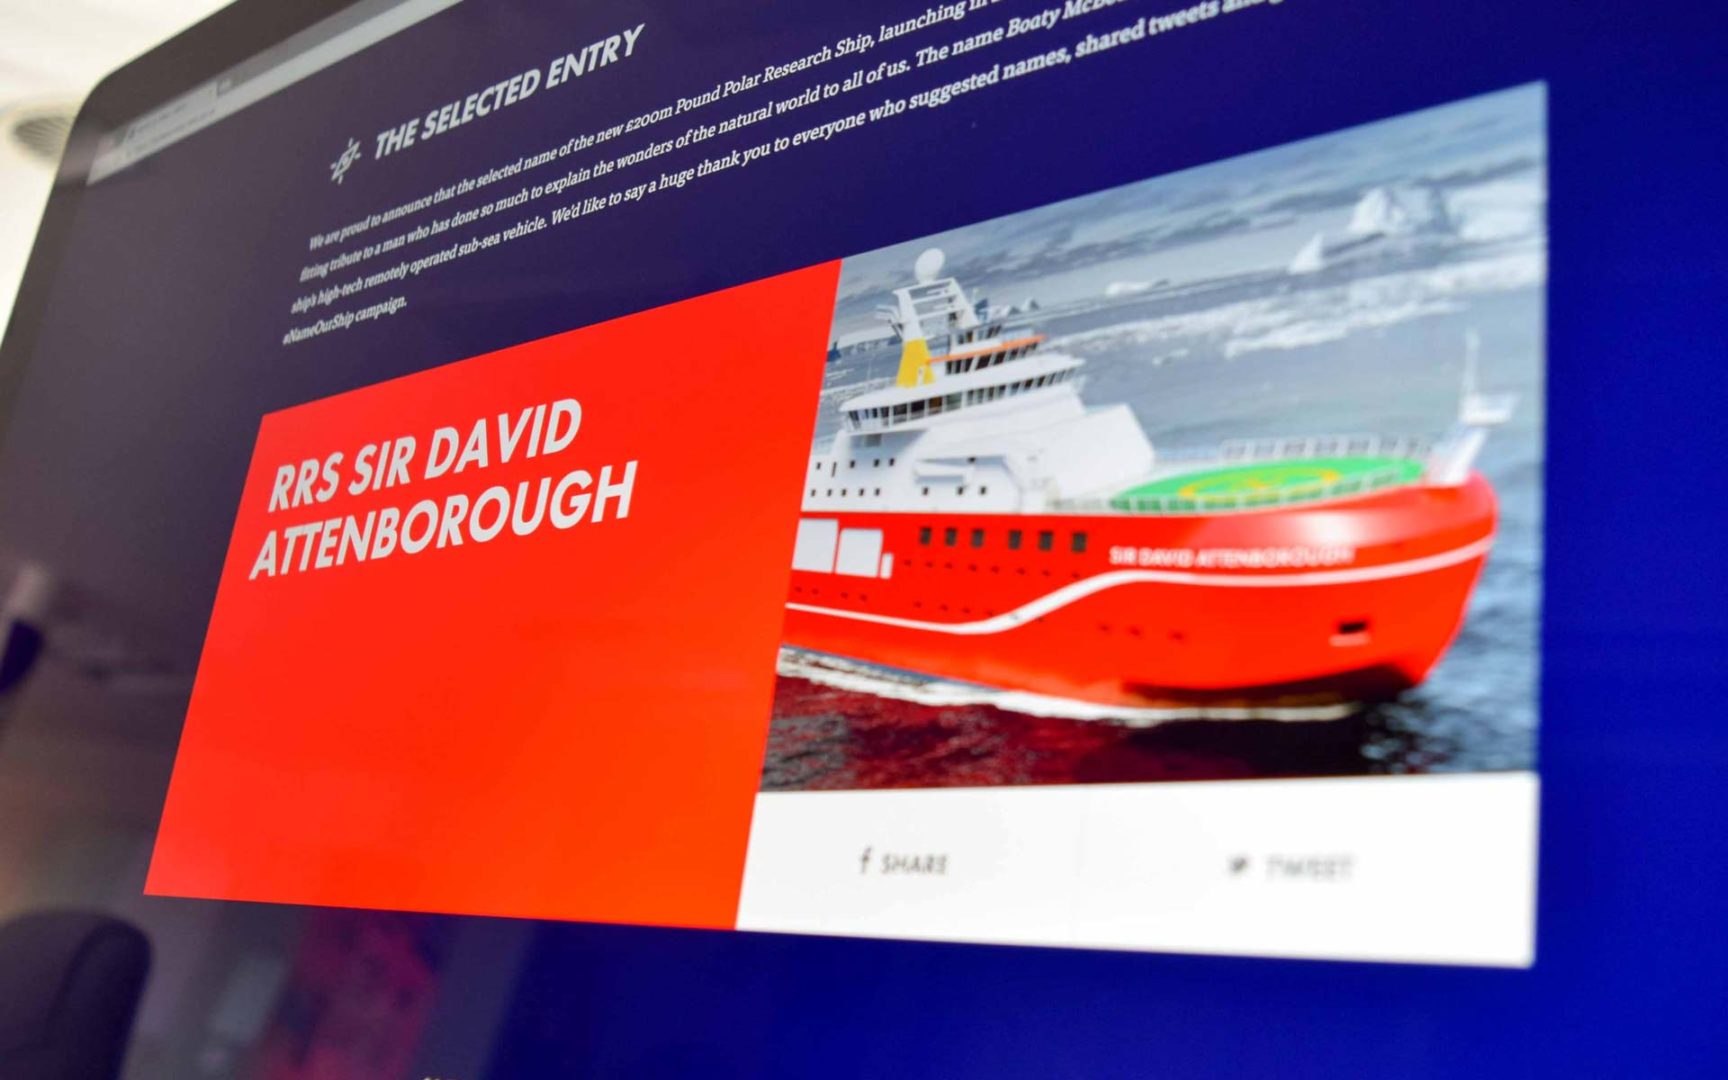 THE SELECTED ENTRY
We are proud to announce that the selected name of the new £200m Pound Polar Research Ship, launching in
fitting tribute to a man who has done so much to explain the wonders of the natural world to all of us. The name Boaty
ship's high-tech remotely operated sub-sea vehicle. We'd like to say a huge thank you to everyone who suggested names, shared tweets and
#NameOurShip campaign.
RRS SIR DAVID
ATTENBOROUGH
SIR DAVID ATTENBOROUGH
SHARE
TWEET